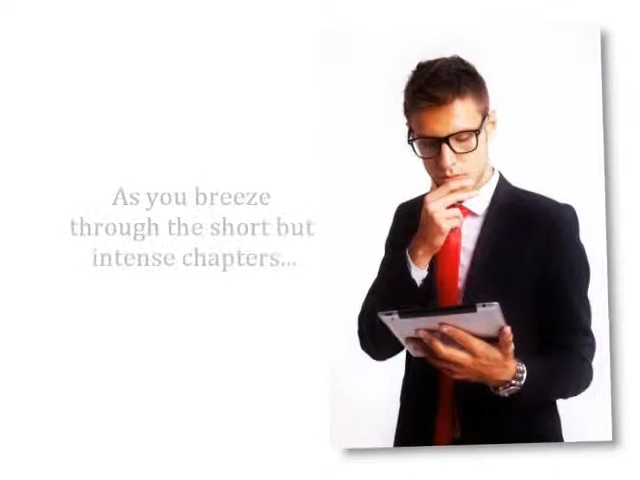 As you breeze
through the short but
intense chapters...